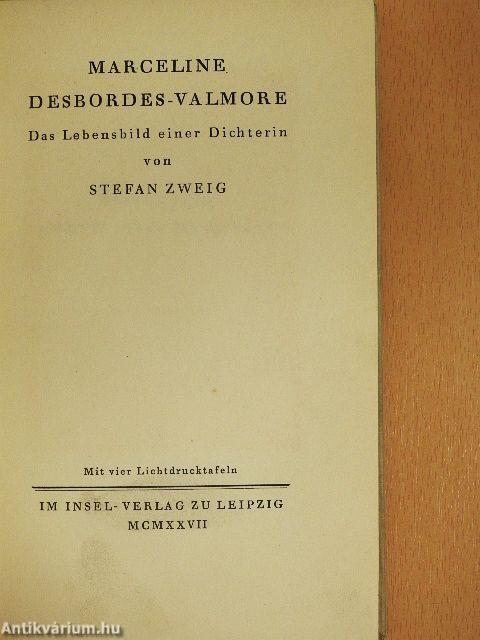 MARCELINE
DESBORDES-VALMORE
Das Lebensbild einer Dichterin
von
STEFAN ZWEIG
Mit vier Lichtdrucktafeln
IM INSEL-VERLAG ZU LEIPZIG
MCMXXVII
Antikvárium.hu